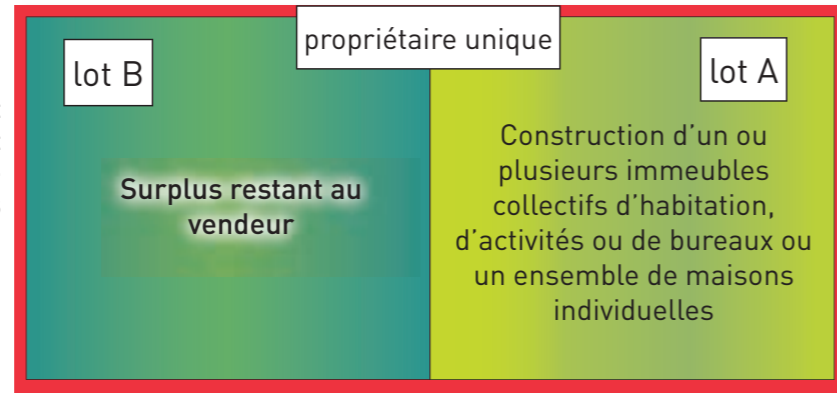 propriétaire unique
lot B
Surplus restant au
vendeur
lot A
Construction d’un ou
plusieurs immeubles
collectifs d’habitation,
d’activités ou de bureaux ou
un ensemble de maisons
individuelles